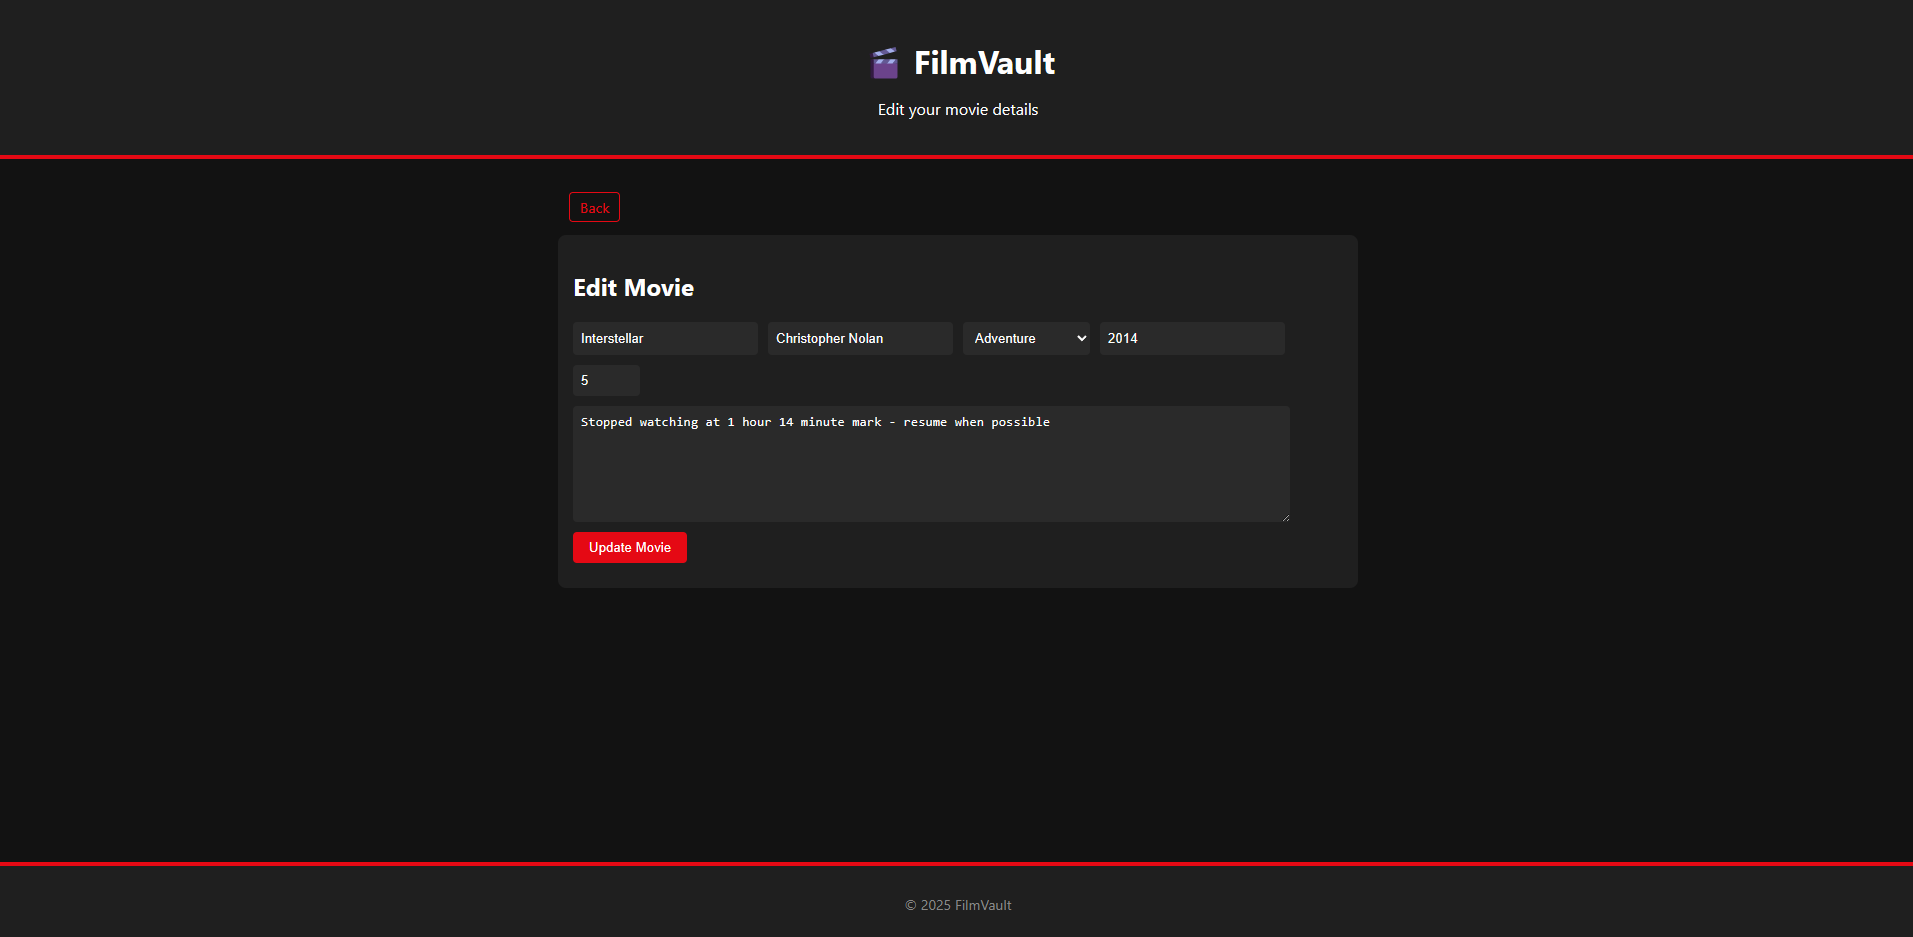 FilmVault
Edit your movie details
Back
Edit Movie
Interstellar
Christopher Nolan
Adventure
2014
5
Stopped watching at 1 hour 14 minute mark - resume when possible
Update Movie
© 2025 FilmVault